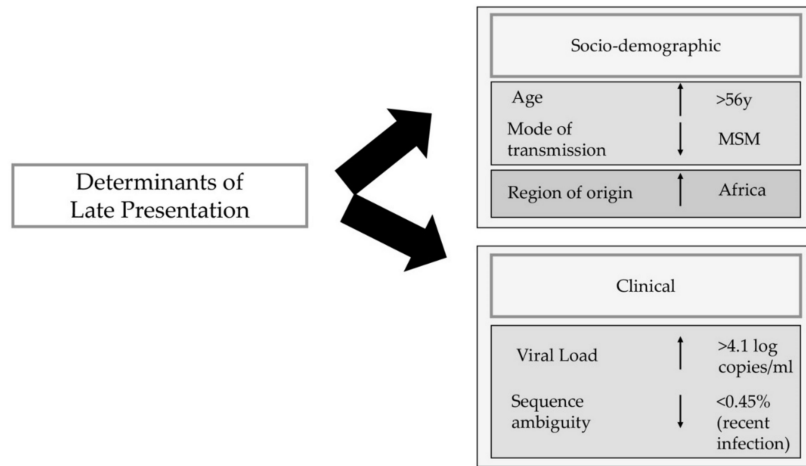 Determinants of
Late Presentation
Socio-demographic
Age ↑ >56y
Mode of
transmission ↓ MSM
Region of origin ↑ Africa
Clinical
Viral Load ↑ >4.1 log
copies/ml
Sequence
ambiguity ↓ <0.45%
(recent
infection)